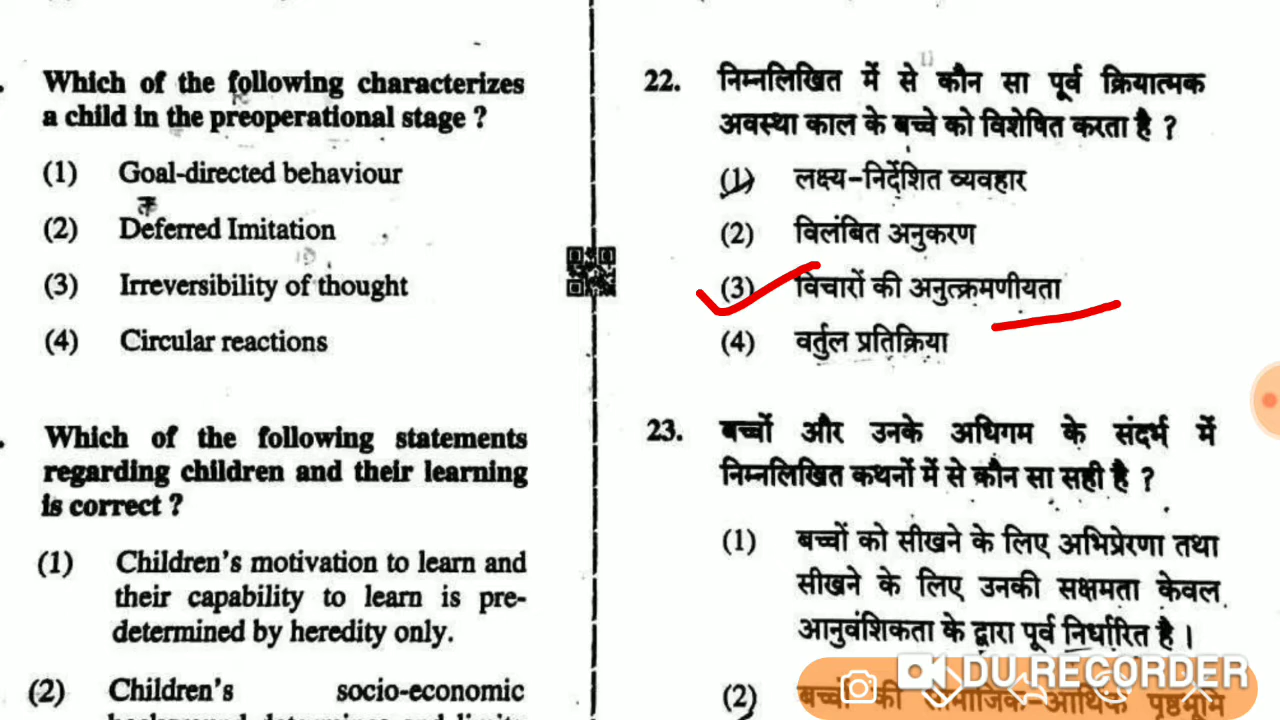 Which of the following characterizes
a child in the preoperational stage ?
(1) Goal-directed behaviour
(2) Deferred Imitation
(3) Irreversibility of thought
(4) Circular reactions
Which of the following statements
regarding children and their learning
is correct ?
(1) Children's motivation to learn and
their capability to learn is pre-
determined by heredity only.
(2) Children's socio-economic
22. निम्नलिखित में से कौन सा पूर्व क्रियात्मक
अवस्था काल के बच्चे को विशेषित करता है ?
(1) लक्ष्य-निर्देशित व्यवहार
(2) विलंबित अनुकरण
(3) विचारों की अनुत्क्रमणीयता
(4) वर्तुल प्रतिक्रिया
23. बच्चों और उनके अधिगम के संदर्भ में
निम्नलिखित कथनों में से कौन सा सही है ?
(1) बच्चों को सीखने के लिए अभिप्रेरणा तथा
सीखने के लिए उनकी सक्षमता केवल
आनुवंशिकता के द्वारा पूर्व निर्धारित है ।
(2) बच्चों की सामाजिक-आर्थिक पृष्ठभूमि
DU RECORDER